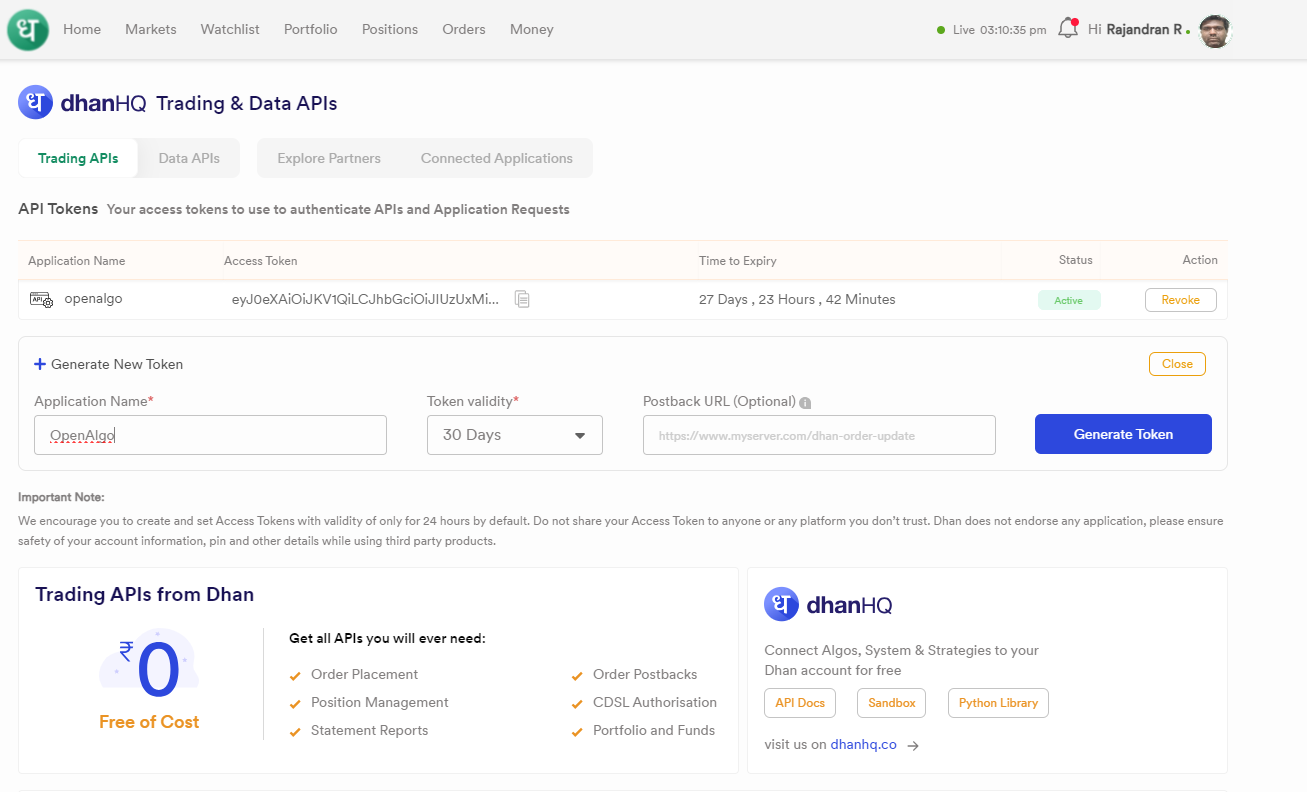 ध Home Markets Watchlist Portfolio Positions Orders Money Live 03:10:35 pm Hi Rajandran R
ध dhanHQ Trading & Data APIs
Trading APIs Data APIs Explore Partners Connected Applications
API Tokens Your access tokens to use to authenticate APIs and Application Requests
Application Name Access Token Time to Expiry Status Action
API openalgo eyJ0eXAiOiJKV1QiLCJhbGciOiJIUzUxMi... 27 Days , 23 Hours , 42 Minutes Active Revoke
+ Generate New Token Close
Application Name* Token validity* Postback URL (Optional) i
OpenAlgo 30 Days https://www.myserver.com/dhan-order-update Generate Token
Important Note:
We encourage you to create and set Access Tokens with validity of only for 24 hours by default. Do not share your Access Token to anyone or any platform you don't trust. Dhan does not endorse any application, please ensure
safety of your account information, pin and other details while using third party products.
Trading APIs from Dhan
₹0
Free of Cost
Get all APIs you will ever need:
Order Placement Order Postbacks
Position Management CDSL Authorisation
Statement Reports Portfolio and Funds
ध dhanHQ
Connect Algos, System & Strategies to your
Dhan account for free
API Docs Sandbox Python Library
visit us on dhanhq.co →